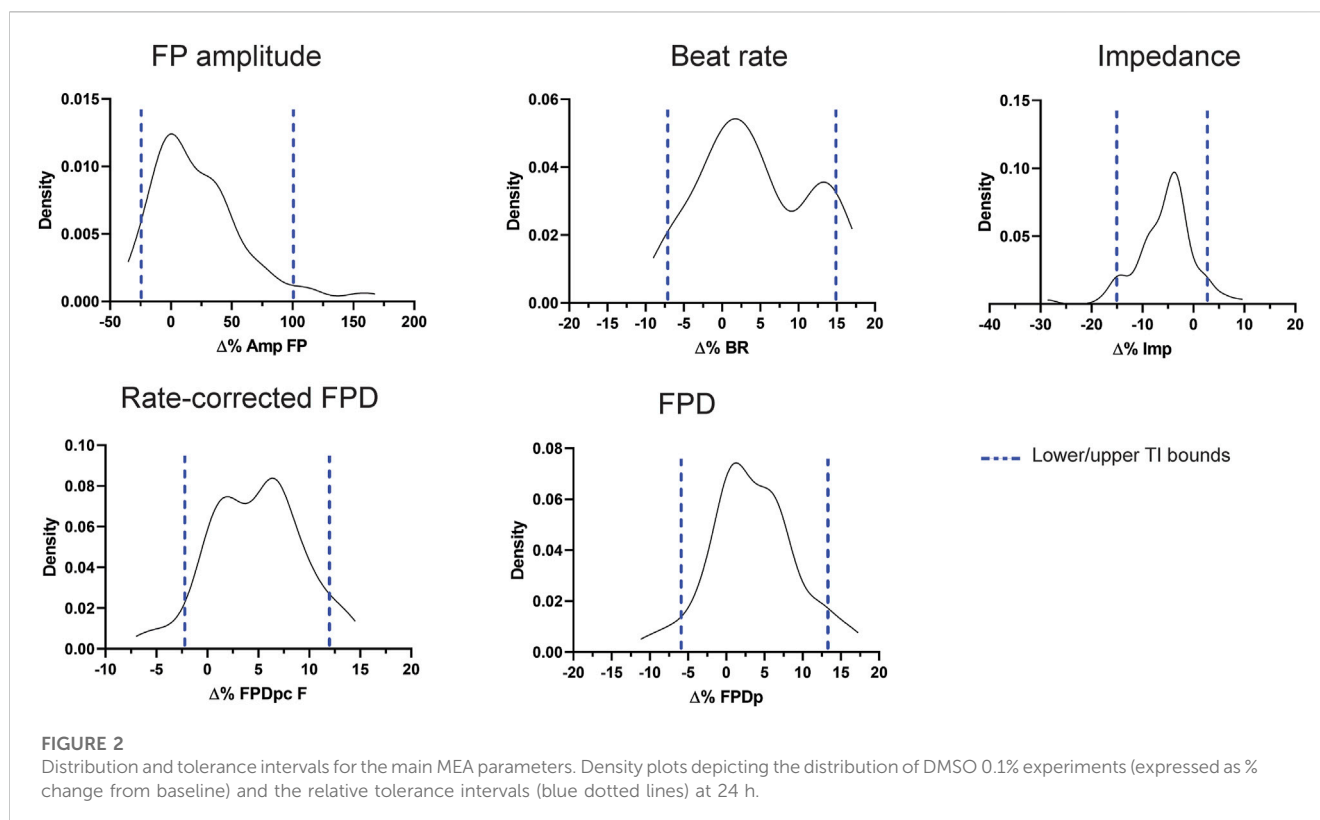 FP amplitude
0.015
0.010
0.005
0.000
Density
-50 0 50 100 150 200
Δ% Amp FP
Beat rate
0.06
0.04
0.02
0.00
Density
-20 -15 -10 -5 0 5 10 15 20
Δ% BR
Impedance
0.15
0.10
0.05
Density
-40 -30 -20 -10 0 10 20
Δ% Imp
Rate-corrected FPD
0.10
0.08
0.06
0.04
0.02
0.00
Density
-10 -5 0 5 10 15 20
Δ% FPDpc F
FPD
0.08
0.06
0.04
0.02
0.00
Density
-20 -15 -10 -5 0 5 10 15 20
Δ% FPDp
Lower/upper TI bounds
FIGURE 2
Distribution and tolerance intervals for the main MEA parameters. Density plots depicting the distribution of DMSO 0.1% experiments (expressed as %
change from baseline) and the relative tolerance intervals (blue dotted lines) at 24 h.